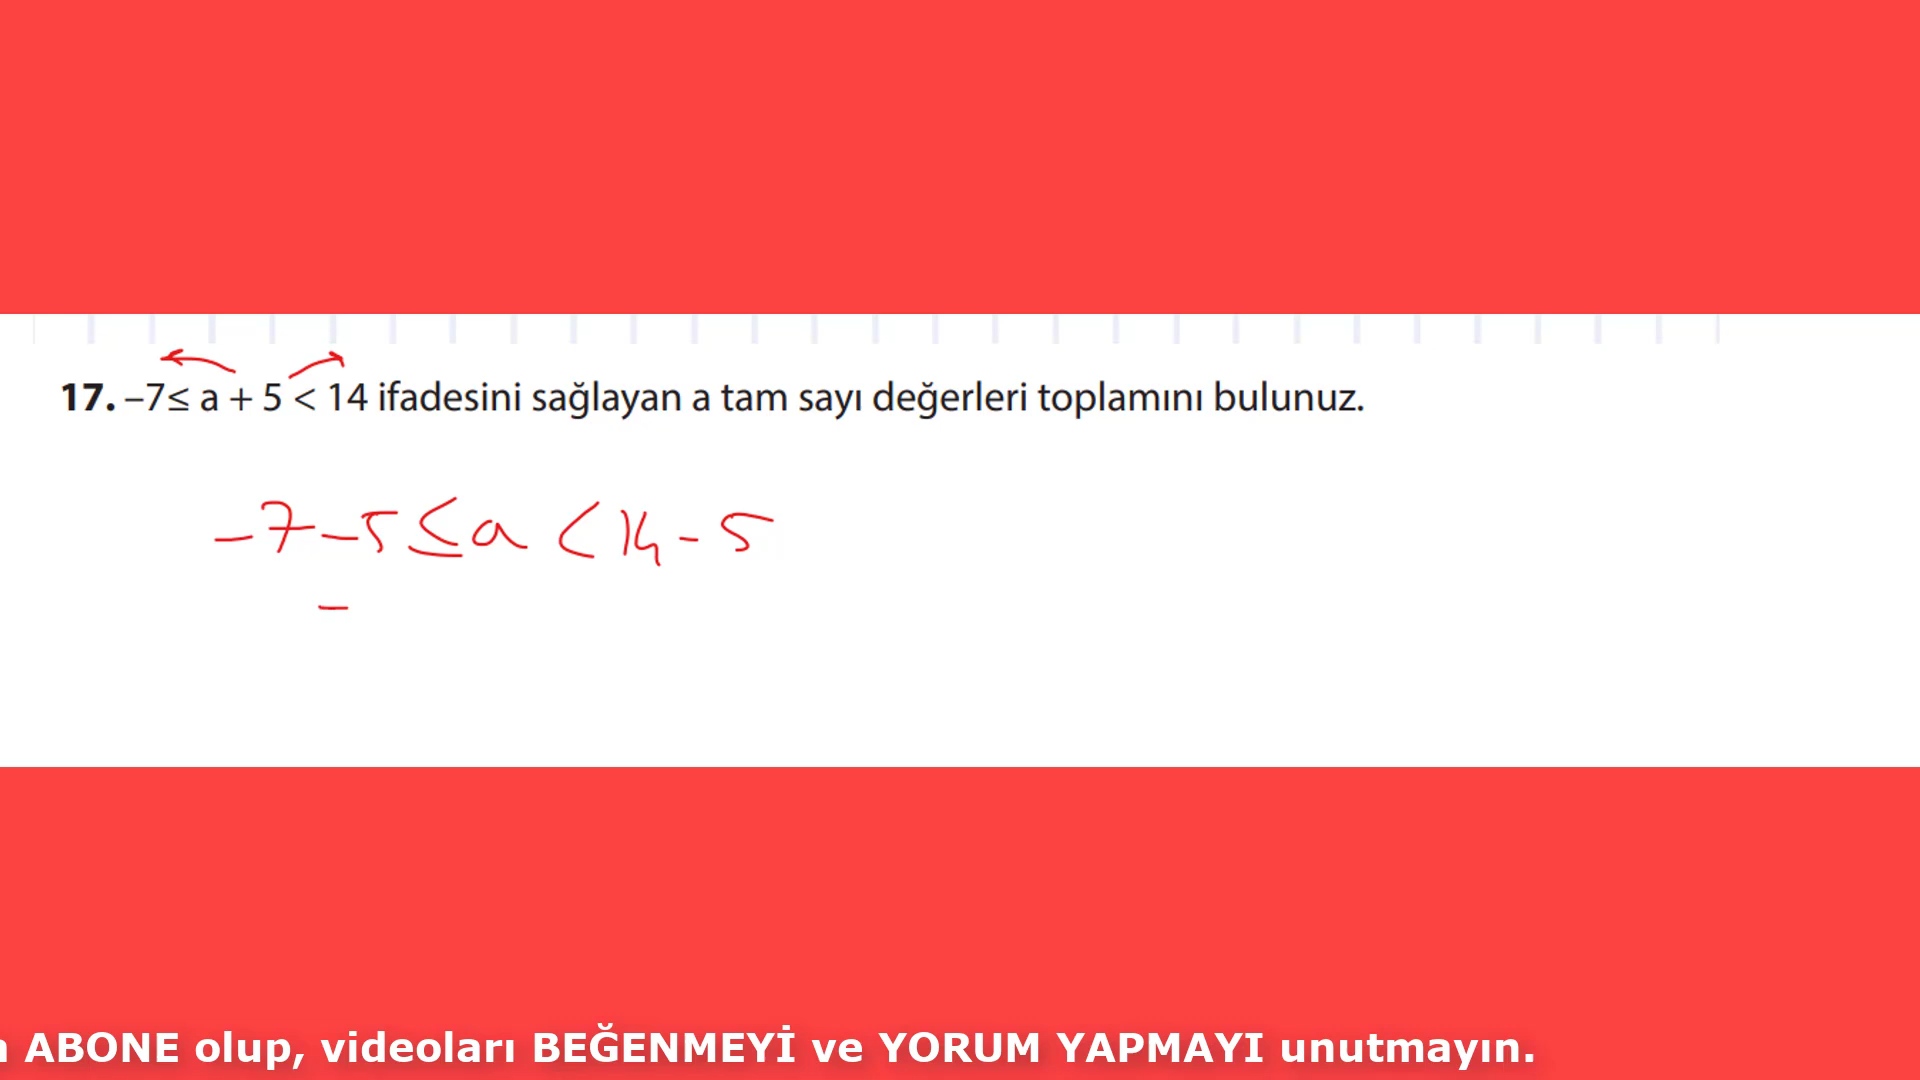 17. –7≤ a + 5 < 14 ifadesini sağlayan a tam sayı değerleri toplamını bulunuz.
-7-5≤a<14-5
-
ABONE olup, videoları BEĞENMEYİ ve YORUM YAPMAYI unutmayın.